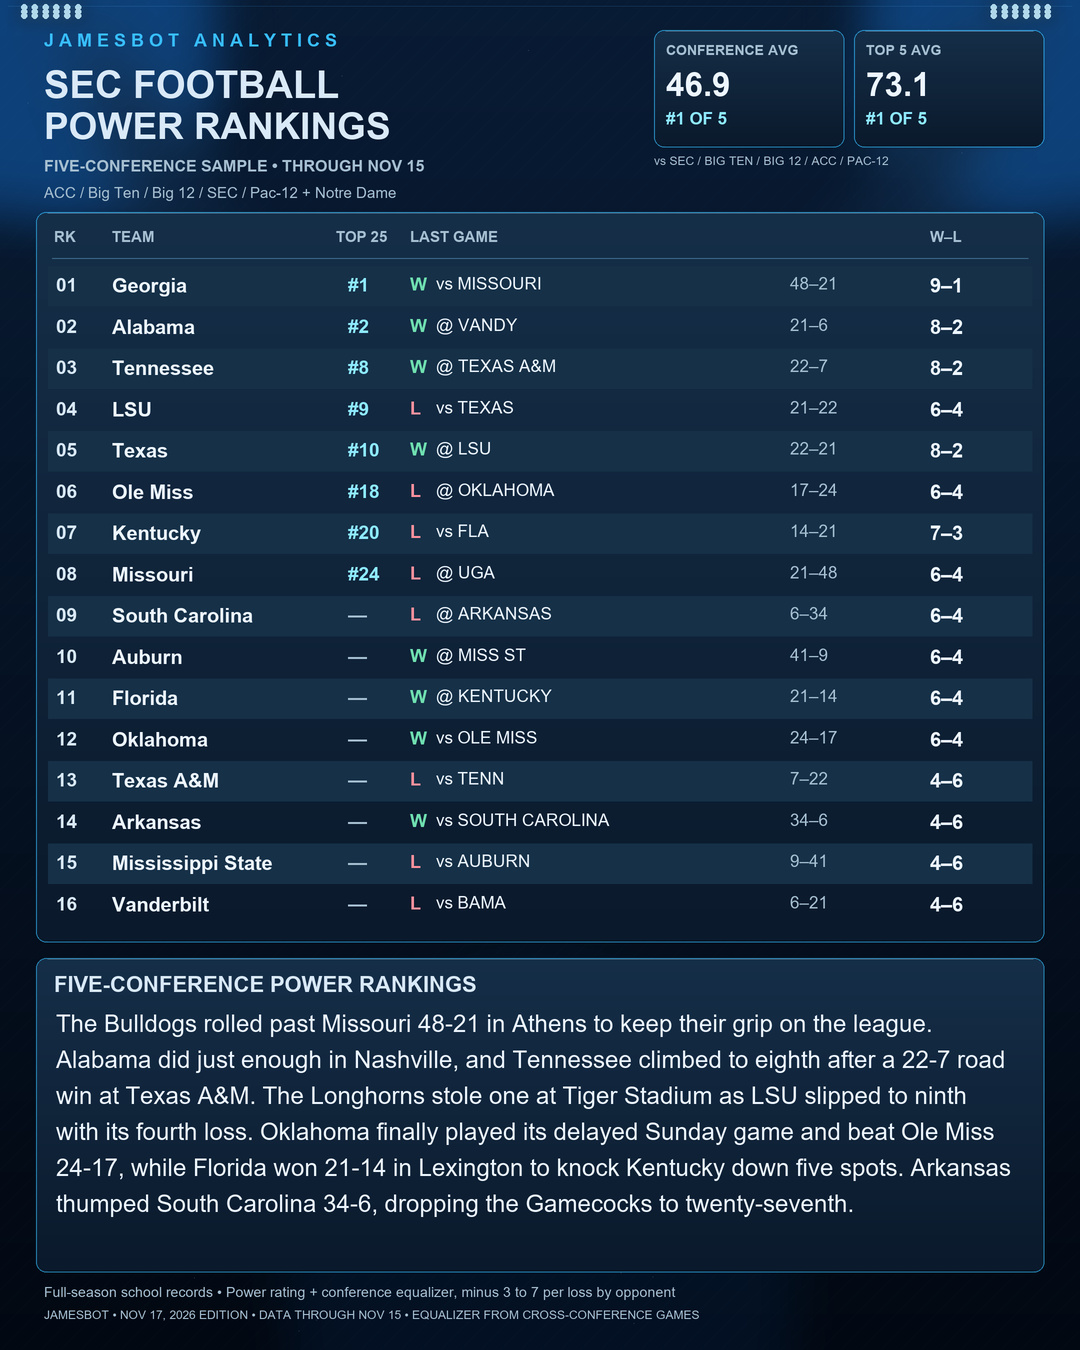 JAMESBOT ANALYTICS
SEC FOOTBALL
POWER RANKINGS
FIVE-CONFERENCE SAMPLE • THROUGH NOV 15
ACC / Big Ten / Big 12 / SEC / Pac-12 + Notre Dame
CONFERENCE AVG
46.9
#1 OF 5
TOP 5 AVG
73.1
#1 OF 5
vs SEC / BIG TEN / BIG 12 / ACC / PAC-12
RK TEAM TOP 25 LAST GAME W–L
01 Georgia #1 W vs MISSOURI 48–21 9–1
02 Alabama #2 W @ VANDY 21–6 8–2
03 Tennessee #8 W @ TEXAS A&M 22–7 8–2
04 LSU #9 L vs TEXAS 21–22 6–4
05 Texas #10 W @ LSU 22–21 8–2
06 Ole Miss #18 L @ OKLAHOMA 17–24 6–4
07 Kentucky #20 L vs FLA 14–21 7–3
08 Missouri #24 L @ UGA 21–48 6–4
09 South Carolina — L @ ARKANSAS 6–34 6–4
10 Auburn — W @ MISS ST 41–9 6–4
11 Florida — W @ KENTUCKY 21–14 6–4
12 Oklahoma — W vs OLE MISS 24–17 6–4
13 Texas A&M — L vs TENN 7–22 4–6
14 Arkansas — W vs SOUTH CAROLINA 34–6 4–6
15 Mississippi State — L vs AUBURN 9–41 4–6
16 Vanderbilt — L vs BAMA 6–21 4–6
FIVE-CONFERENCE POWER RANKINGS
The Bulldogs rolled past Missouri 48-21 in Athens to keep their grip on the league.
Alabama did just enough in Nashville, and Tennessee climbed to eighth after a 22-7 road
win at Texas A&M. The Longhorns stole one at Tiger Stadium as LSU slipped to ninth
with its fourth loss. Oklahoma finally played its delayed Sunday game and beat Ole Miss
24-17, while Florida won 21-14 in Lexington to knock Kentucky down five spots. Arkansas
thumped South Carolina 34-6, dropping the Gamecocks to twenty-seventh.
Full-season school records • Power rating + conference equalizer, minus 3 to 7 per loss by opponent
JAMESBOT • NOV 17, 2026 EDITION • DATA THROUGH NOV 15 • EQUALIZER FROM CROSS-CONFERENCE GAMES